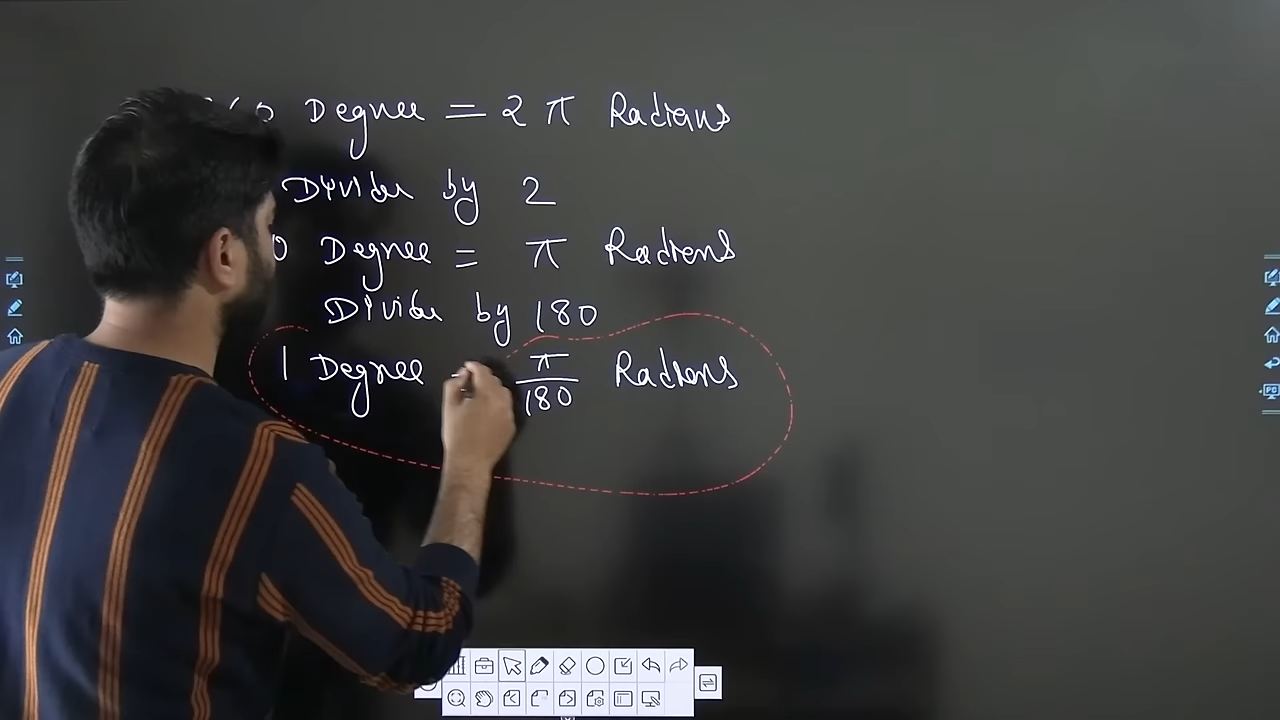 Degree = 2 π Radians
Divide by 2
Degree = π Radians
Divide by 180
1 Degree π/180 Radians